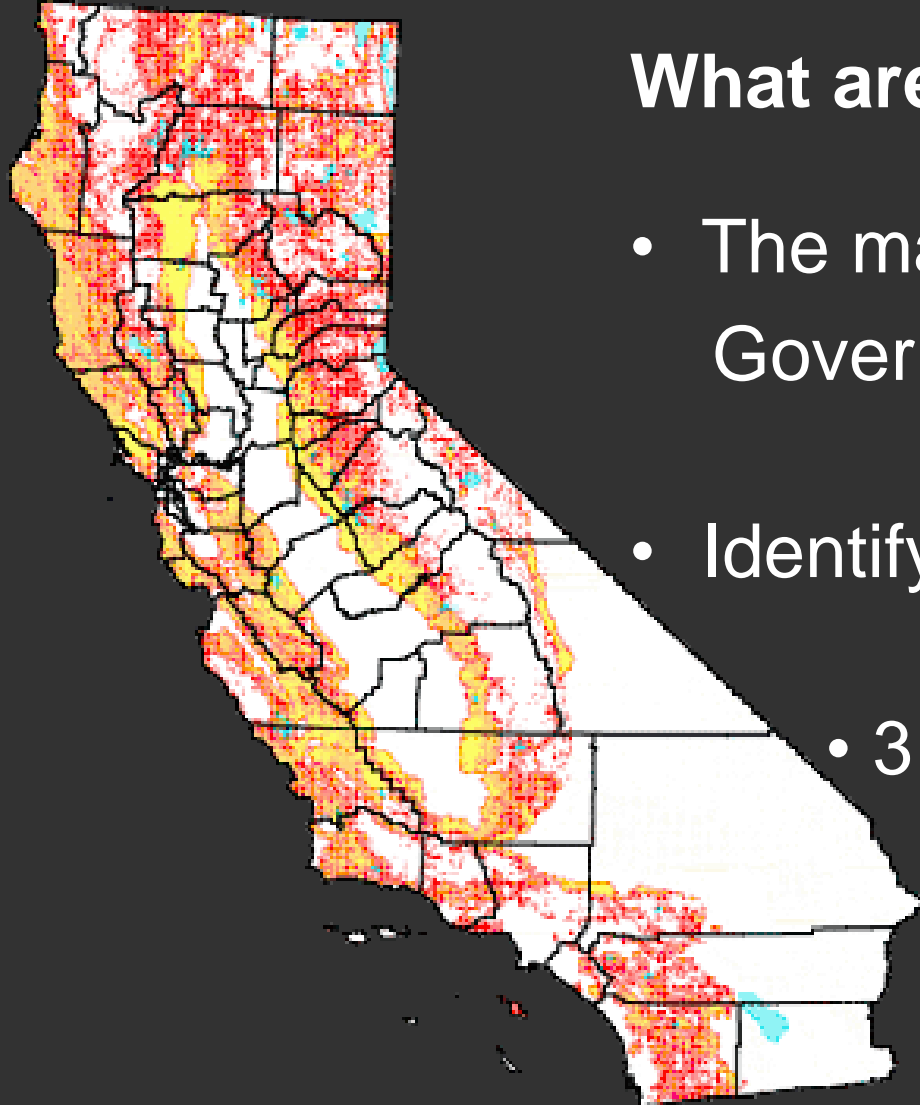 What are
• The ma
Gover
• Identify
• 3